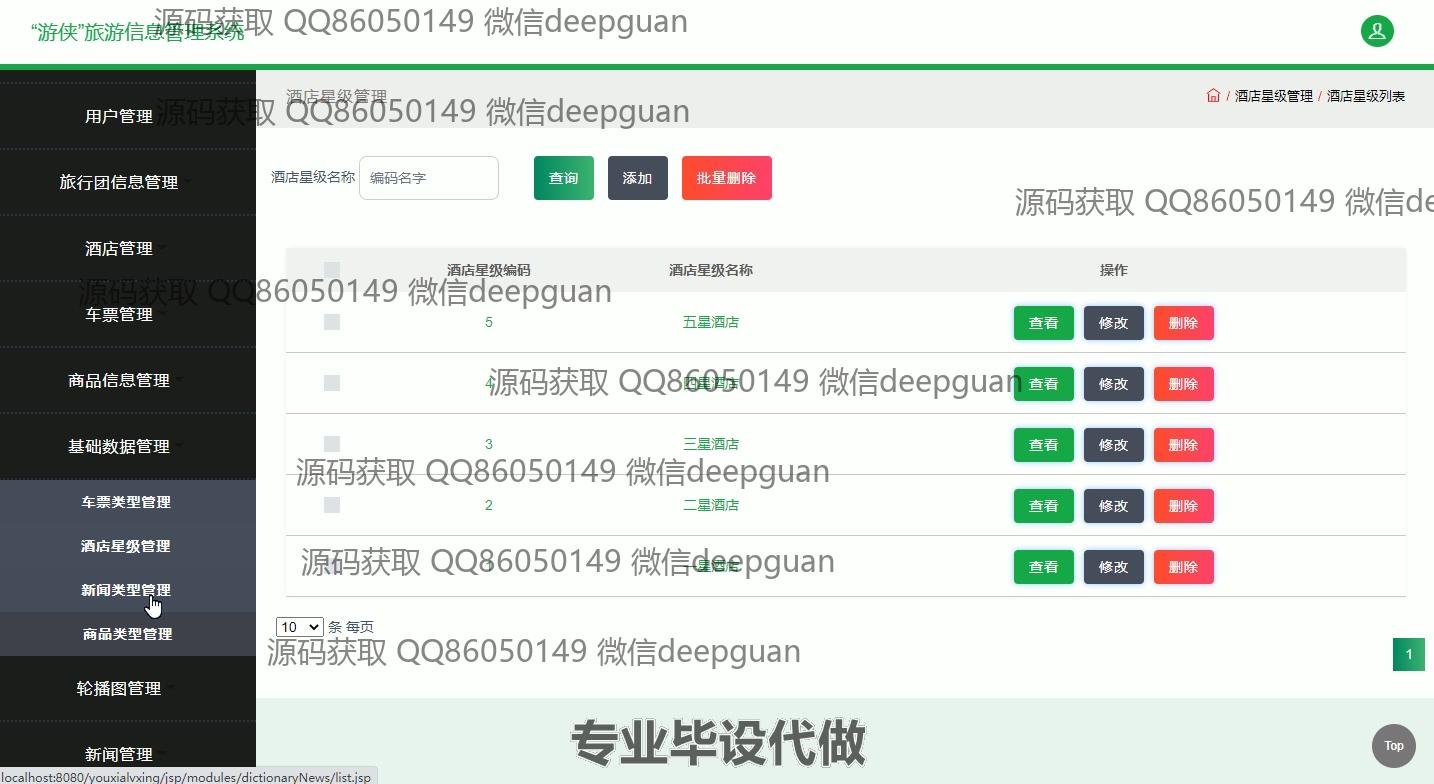 “游侠”旅游信息管理系统
源码获取 QQ86050149 微信deepguan
酒店星级管理
/ 酒店星级管理 / 酒店星级列表
源码获取 QQ86050149 微信deepguan
用户管理
旅行团信息管理
酒店管理
车票管理
商品信息管理
基础数据管理
车票类型管理
酒店星级管理
新闻类型管理
商品类型管理
轮播图管理
新闻管理
酒店星级名称 编码名字 查询 添加 批量删除
源码获取 QQ86050149 微信de
酒店星级编码 酒店星级名称 操作
源码获取 QQ86050149 微信deepguan
5 五星酒店 查看 修改 删除
4 四星酒店 查看 修改 删除
源码获取 QQ86050149 微信deepguan
3 三星酒店 查看 修改 删除
源码获取 QQ86050149 微信deepguan
2 二星酒店 查看 修改 删除
1 一星酒店 查看 修改 删除
源码获取 QQ86050149 微信deepguan
10 条 每页
源码获取 QQ86050149 微信deepguan
1
专业毕设代做
Top
localhost:8080/youxialvxing/jsp/modules/dictionaryNews/list.jsp